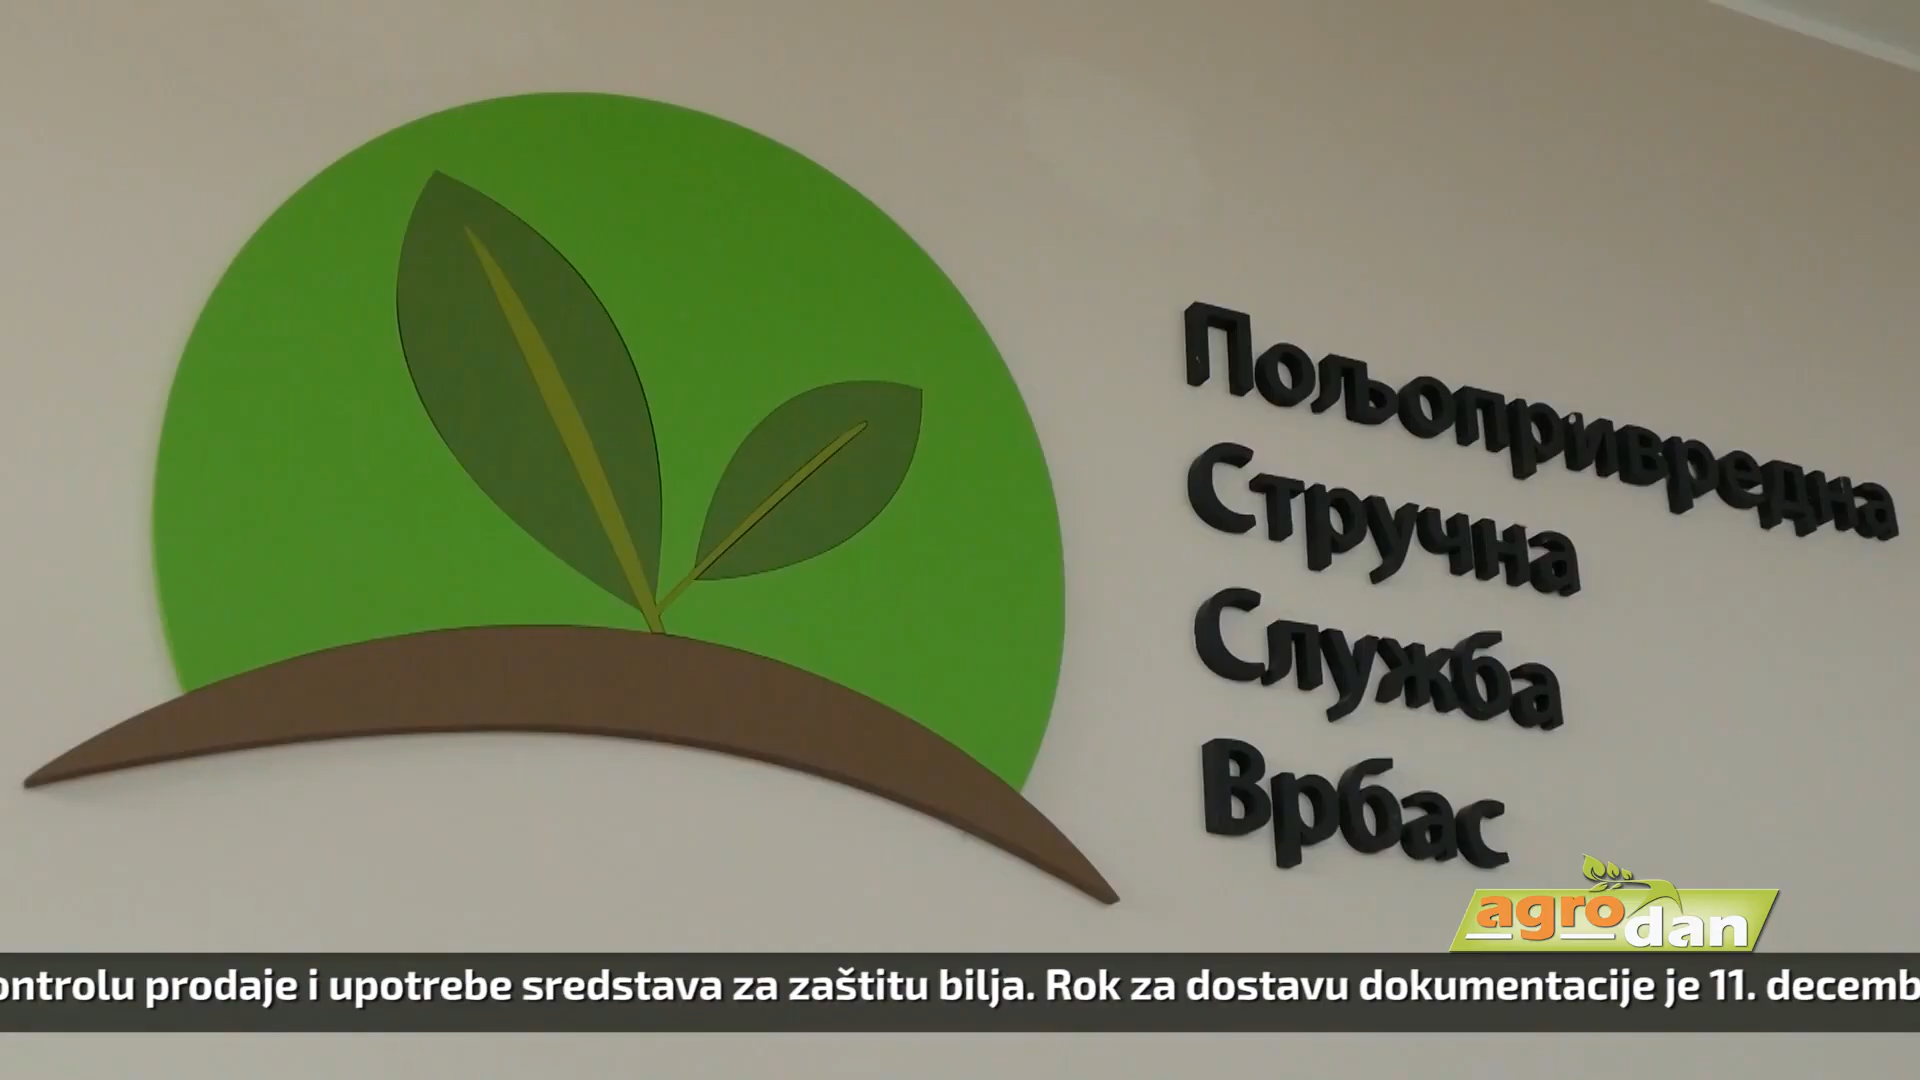 Пољопривредна
Стручна
Служба
Врбас
agro
dan
ontrolu prodaje i upotrebe sredstava za zaštitu bilja. Rok za dostavu dokumentacije je 11. decemb